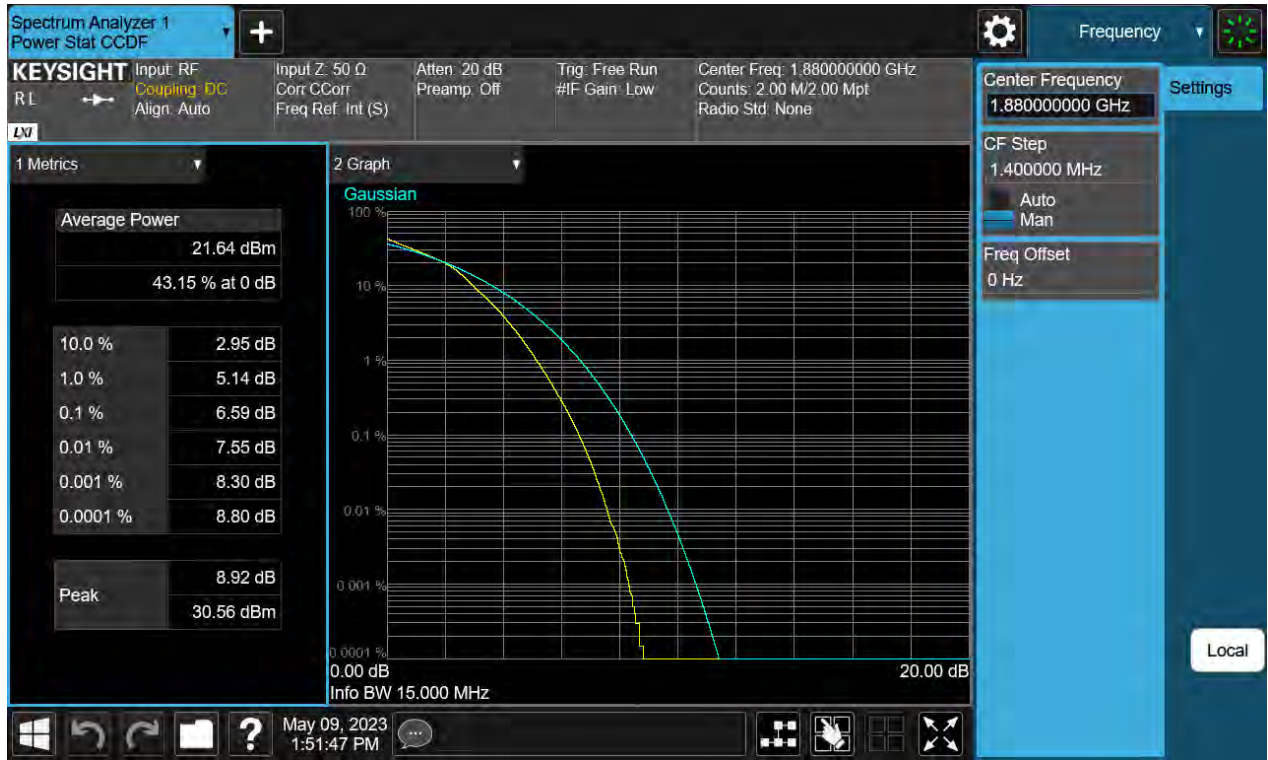 Spectrum Analyzer 1
Power Stat CCDF
Frequency
KEYSIGHT
RL
LXI
Input: RF
Coupling: DC
Align: Auto
Input Z: 50 Ω
Corr CCorr
Freq Ref: Int (S)
Atten: 20 dB
Preamp: Off
Trig: Free Run
#IF Gain: Low
Center Freq: 1.880000000 GHz
Counts: 2.00 M/2.00 Mpt
Radio Std: None
1 Metrics
Average Power
21.64 dBm
43.15 % at 0 dB
10.0 % 2.95 dB
1.0 % 5.14 dB
0.1 % 6.59 dB
0.01 % 7.55 dB
0.001 % 8.30 dB
0.0001 % 8.80 dB
Peak
8.92 dB
30.56 dBm
2 Graph
Gaussian
100 %
10 %
1 %
0.1 %
0.01 %
0.001 %
0.0001 %
0.00 dB 20.00 dB
Info BW 15.000 MHz
Center Frequency
1.880000000 GHz
CF Step
1.400000 MHz
Auto
Man
Freq Offset
0 Hz
Settings
Local
?
May 09, 2023
1:51:47 PM